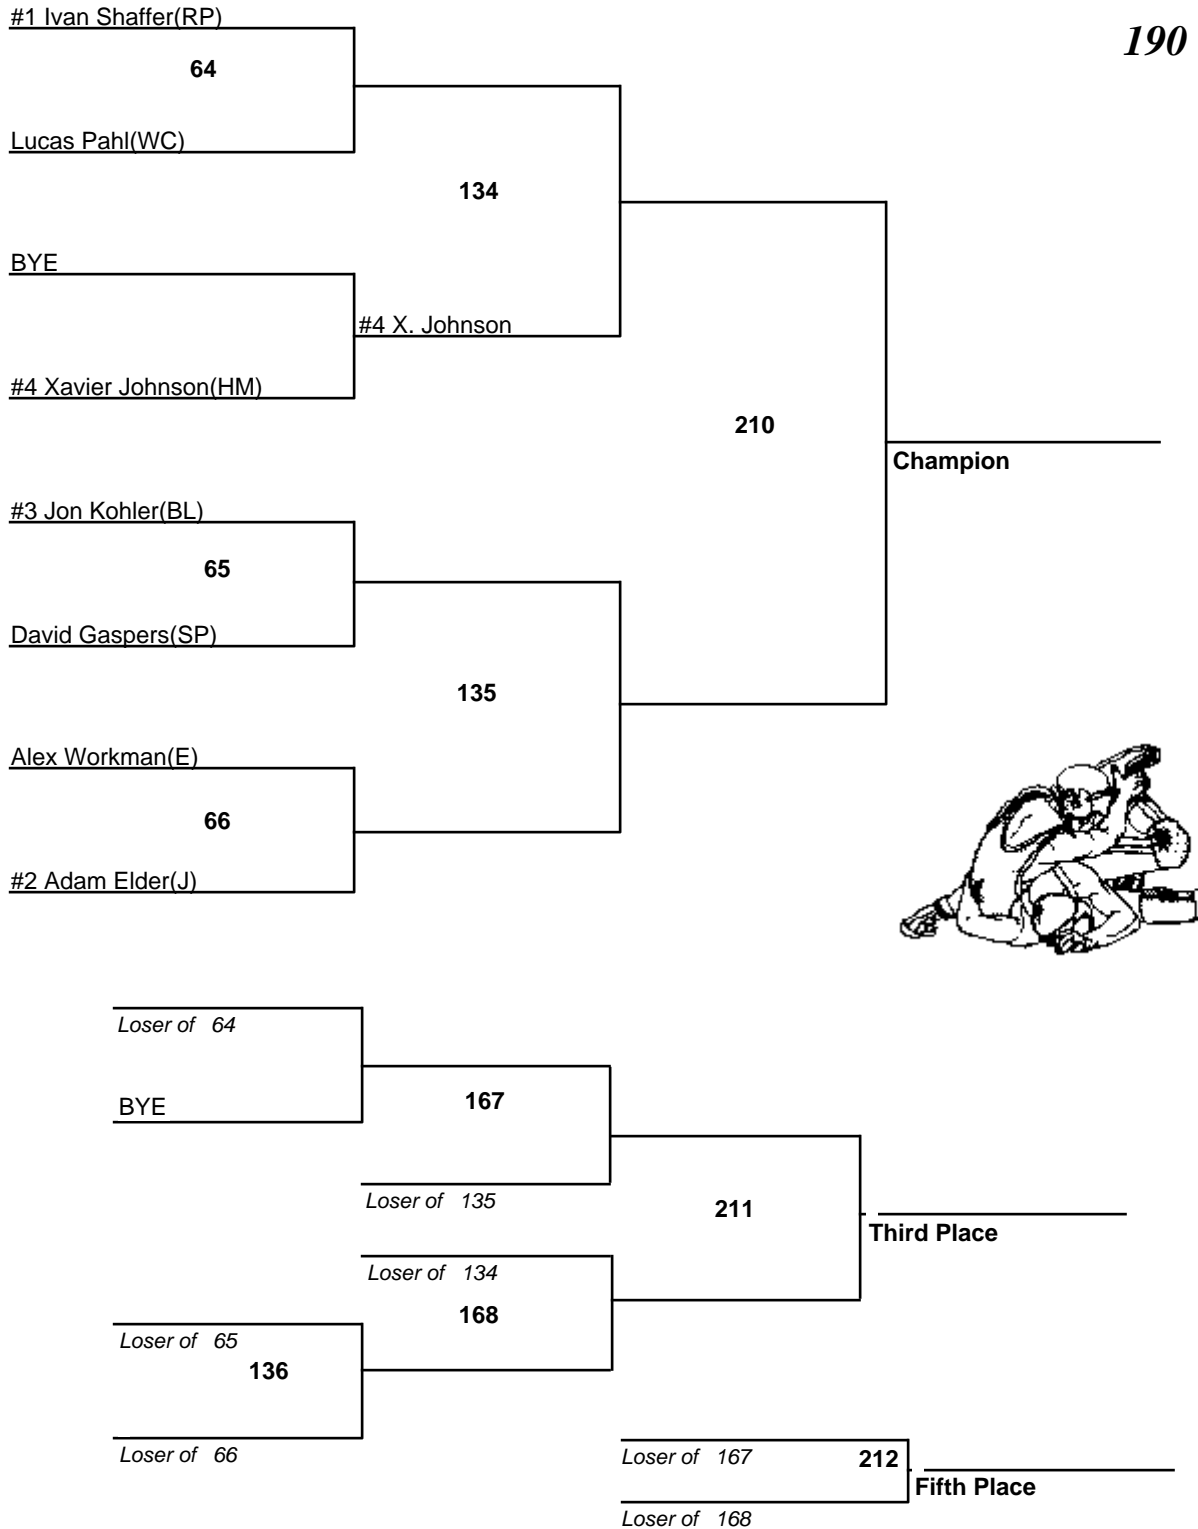 #1 Ivan Shaffer(RP)
190
64
Lucas Pahl(WC)
134
BYE
#4 X. Johnson
#4 Xavier Johnson(HM)
210
Champion
#3 Jon Kohler(BL)
65
David Gaspers(SP)
135
Alex Workman(E)
66
#2 Adam Elder(J)
Loser of 64
BYE
167
Loser of 135
211
Third Place
Loser of 134
168
Loser of 65
136
Loser of 66
Loser of 167
212
Fifth Place
Loser of 168